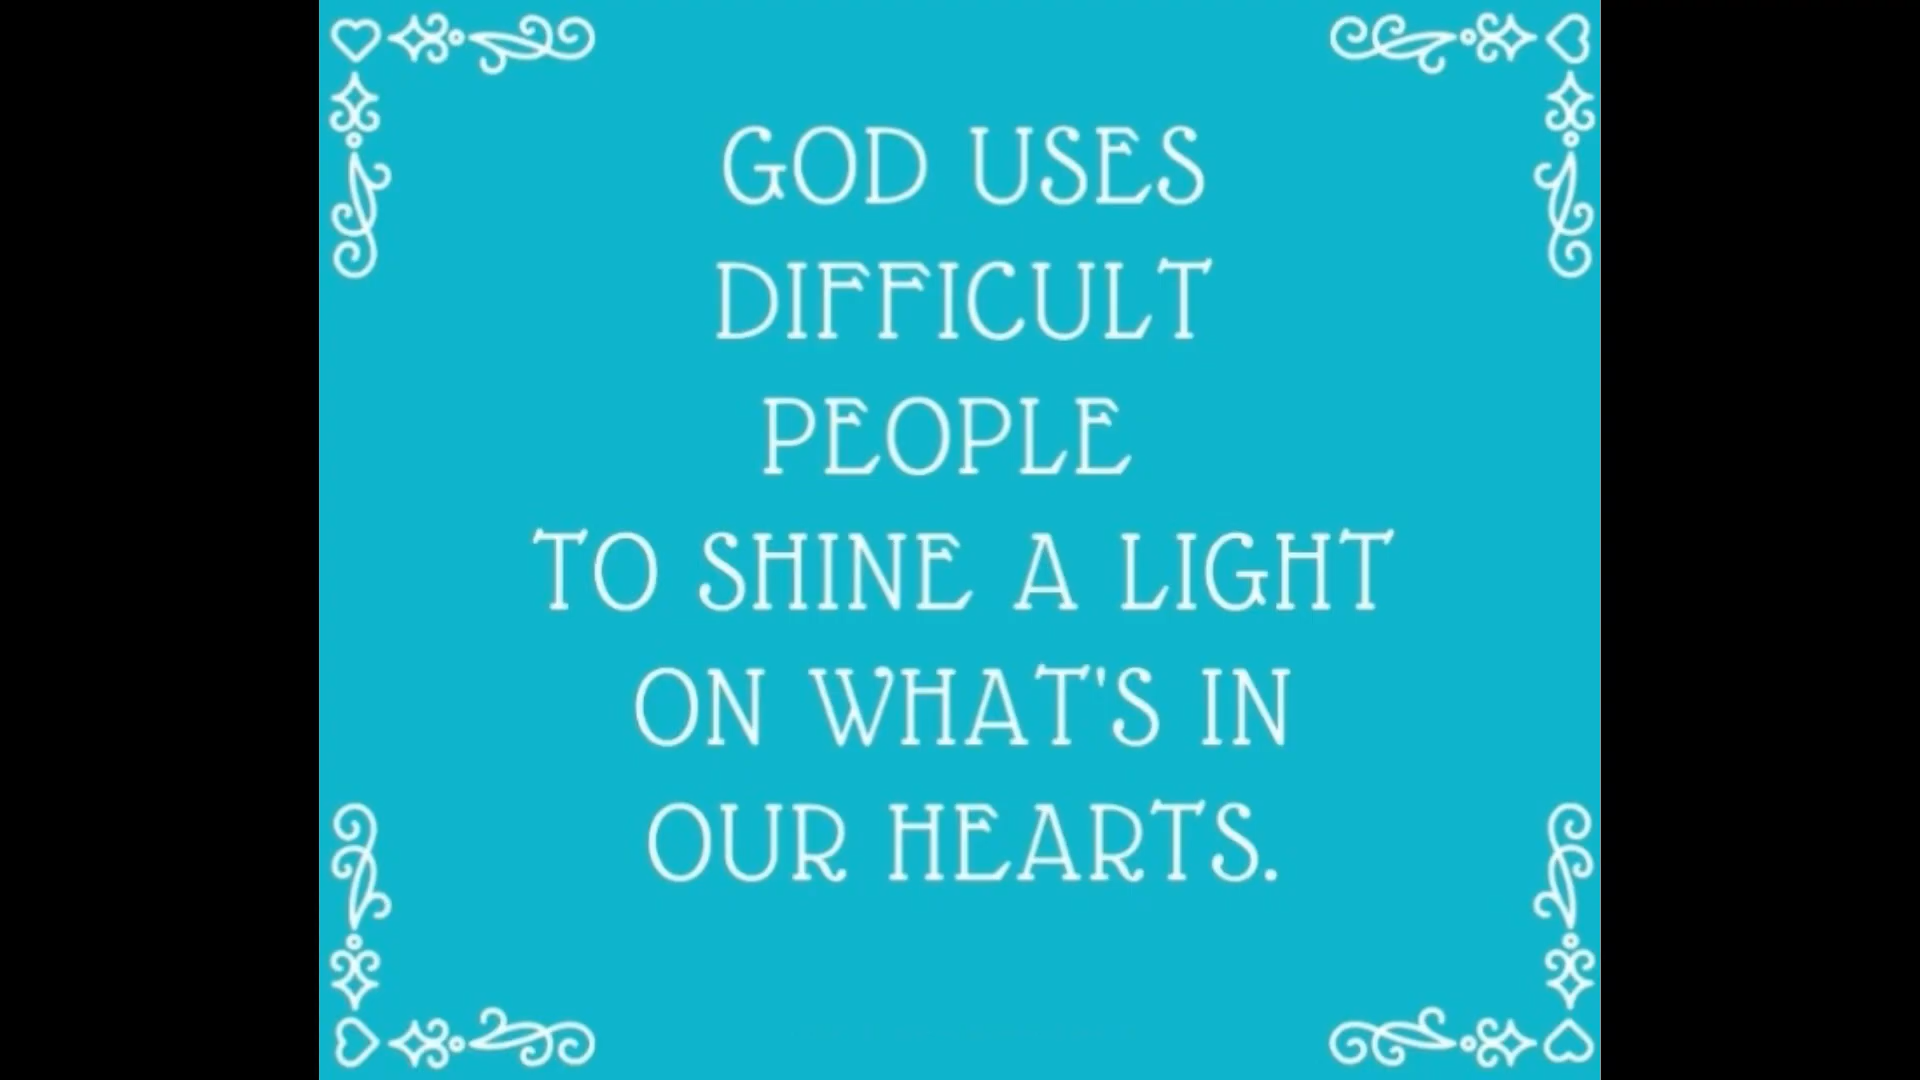 GOD USES
DIFFICULT
PEOPLE
TO SHINE A LIGHT
ON WHAT'S IN
OUR HEARTS.